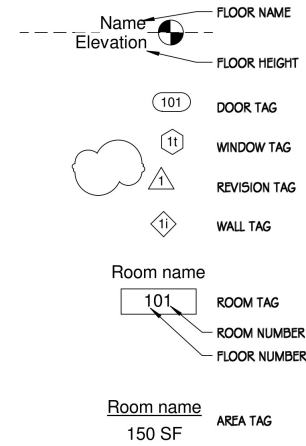 Name FLOOR NAME
Elevation
FLOOR HEIGHT
101 DOOR TAG
1t WINDOW TAG
1 REVISION TAG
1i WALL TAG
Room name
101 ROOM TAG
ROOM NUMBER
FLOOR NUMBER
Room name AREA TAG
150 SF